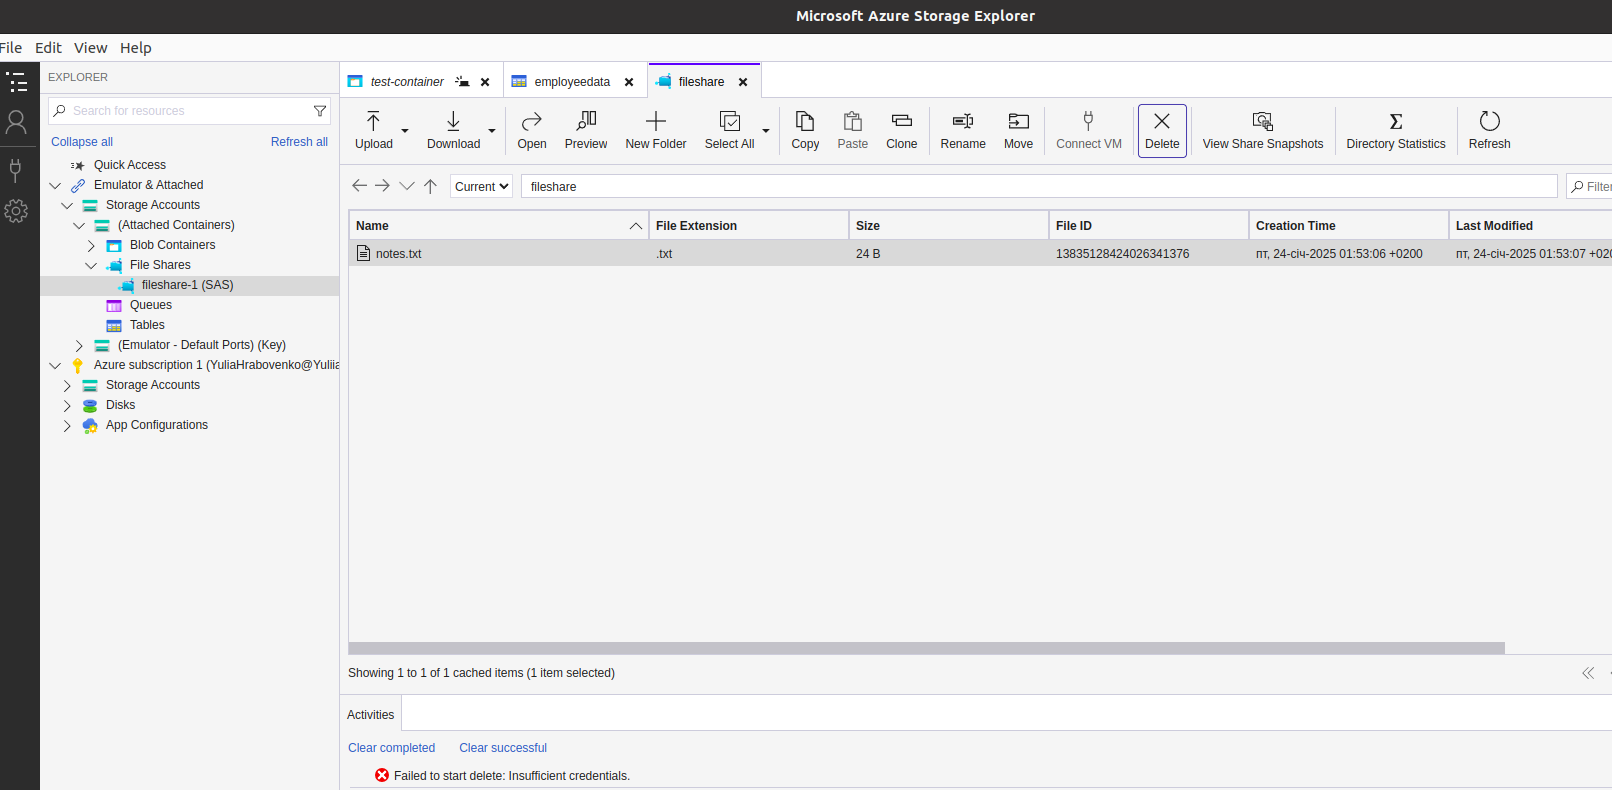 Microsoft Azure Storage Explorer
File Edit View Help
EXPLORER
Search for resources
Collapse all Refresh all
Quick Access
Emulator & Attached
Storage Accounts
(Attached Containers)
Blob Containers
File Shares
fileshare-1 (SAS)
Queues
Tables
(Emulator - Default Ports) (Key)
Azure subscription 1 (YuliaHrabovenko@Yuliia
Storage Accounts
Disks
App Configurations
test-container employeedata fileshare
Upload Download Open Preview New Folder Select All Copy Paste Clone Rename Move Connect VM Delete View Share Snapshots Directory Statistics Refresh
Current fileshare Filter
Name File Extension Size File ID Creation Time Last Modified
notes.txt .txt 24 B 13835128424026341376 пт, 24-січ-2025 01:53:06 +0200 пт, 24-січ-2025 01:53:07 +020
Showing 1 to 1 of 1 cached items (1 item selected)
Activities
Clear completed Clear successful
Failed to start delete: Insufficient credentials.